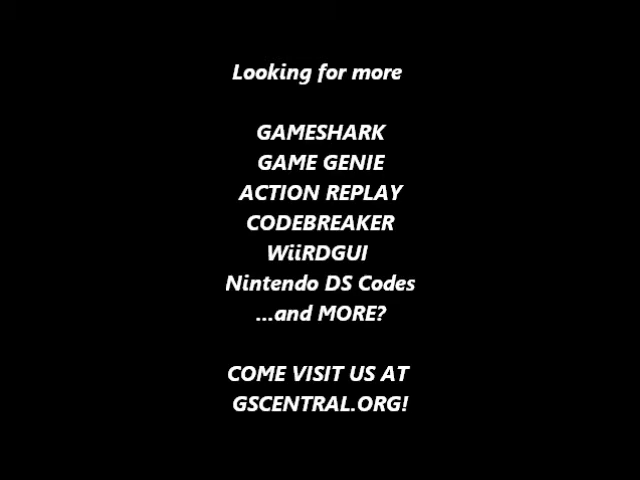 Looking for more
GAMESHARK
GAME GENIE
ACTION REPLAY
CODEBREAKER
WiiRDGUI
Nintendo DS Codes
...and MORE?
COME VISIT US AT
GSCENTRAL.ORG!